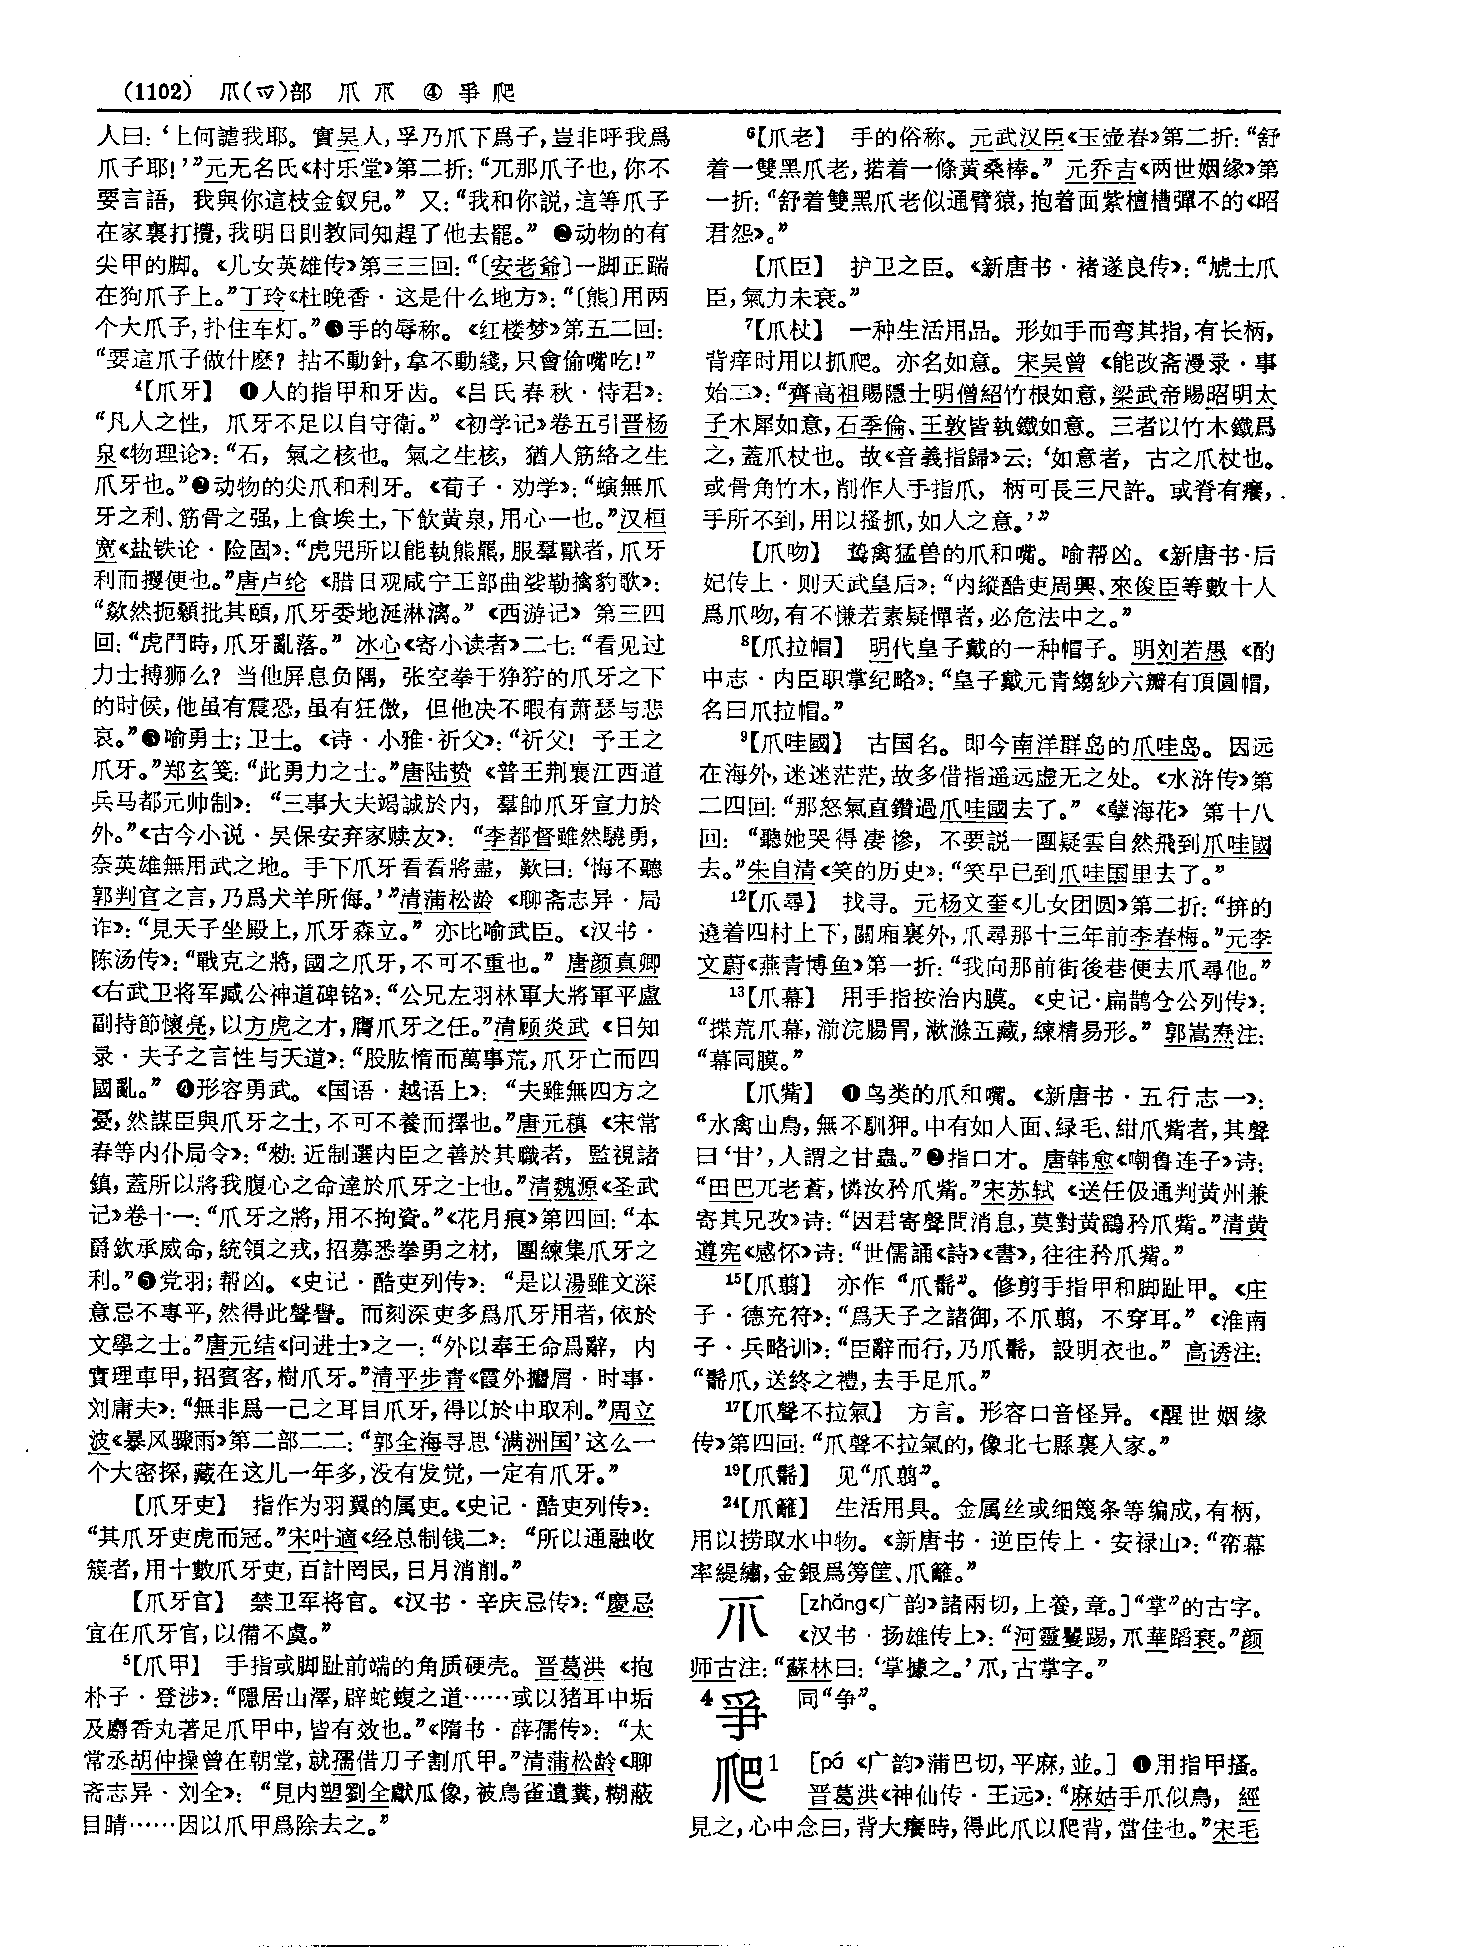 (1102) 爪(爫)部 爪 爪 ④ 爭 爬
人曰：‘上何謔我耶。實吴人，孚乃爪下爲子，豈非呼我爲
爪子耶！’”元无名氏《村乐堂》第二折：“兀那爪子也，你不
要言語，我與你這枝金釵兒。”又：“我和你説，這等爪子
在家裏打攪，我明日則教同知趕了他去罷。”❷动物的有
尖甲的脚。《儿女英雄传》第三三回：“〔安老爺〕一脚正踹
在狗爪子上。”丁玲《杜晚香·这是什么地方》：“〔熊〕用两
个大爪子，扑住车灯。”❸手的辱称。《红楼梦》第五二回：
“要這爪子做什麽？拈不動針，拿不動綫，只會偷嘴吃！”
⁴【爪牙】 ❶人的指甲和牙齿。《吕氏春秋·恃君》：
“凡人之性，爪牙不足以自守衛。”《初学记》卷五引晋杨
泉《物理论》：“石，氣之核也。氣之生核，猶人筋絡之生
爪牙也。”❷动物的尖爪和利牙。《荀子·劝学》：“螾無爪
牙之利、筋骨之强，上食埃土，下飲黄泉，用心一也。”汉桓
宽《盐铁论·险固》：“虎兕所以能執熊羆，服羣獸者，爪牙
利而攫便也。”唐卢纶《腊日观咸宁王部曲娑勒擒豹歌》：
“歘然扼顙批其頤，爪牙委地涎淋漓。”《西游记》第三四
回：“虎鬥時，爪牙亂落。”冰心《寄小读者》二七：“看见过
力士搏狮么？当他屏息负隅，张空拳于狰狞的爪牙之下
的时侯，他虽有震恐，虽有狂傲，但他决不暇有萧瑟与悲
哀。”❸喻勇士；卫士。《诗·小雅·祈父》：“祈父！予王之
爪牙。”郑玄笺：“此勇力之士。”唐陆贽《普王荆襄江西道
兵马都元帅制》：“三事大夫竭誠於内，羣帥爪牙宣力於
外。”《古今小说·吴保安弃家赎友》：“李都督雖然驍勇，
奈英雄無用武之地。手下爪牙看看將盡，歎曰：‘悔不聽
郭判官之言，乃爲犬羊所侮。’”清蒲松龄《聊斋志异·局
诈》：“見天子坐殿上，爪牙森立。”亦比喻武臣。《汉书·
陈汤传》：“戰克之將，國之爪牙，不可不重也。”唐颜真卿
《右武卫将军臧公神道碑铭》：“公兄左羽林軍大將軍平盧
副持節懷亮，以方虎之才，膺爪牙之任。”清顾炎武《日知
录·夫子之言性与天道》：“股肱惰而萬事荒，爪牙亡而四
國亂。”❹形容勇武。《国语·越语上》：“夫雖無四方之
憂，然謀臣與爪牙之士，不可不養而擇也。”唐元稹《宋常
春等内仆局令》：“勑：近制選内臣之善於其職者，監視諸
鎮，蓋所以將我腹心之命達於爪牙之士也。”清魏源《圣武
记》卷十一：“爪牙之將，用不拘資。”《花月痕》第四回：“本
爵欽承威命，統領之戎，招募悉拳勇之材，團練集爪牙之
利。”❺党羽；帮凶。《史记·酷吏列传》：“是以湯雖文深
意忌不專平，然得此聲譽。而刻深吏多爲爪牙用者，依於
文學之士。”唐元结《问进士》之一：“外以奉王命爲辭，内
實理車甲，招賓客，樹爪牙。”清平步青《霞外攟屑·时事·
刘庸夫》：“無非爲一己之耳目爪牙，得以於中取利。”周立
波《暴风骤雨》第二部二二：“郭全海寻思‘满洲国’这么一
个大密探，藏在这儿一年多，没有发觉，一定有爪牙。”
【爪牙吏】 指作为羽翼的属吏。《史记·酷吏列传》：
“其爪牙吏虎而冠。”宋叶適《经总制钱二》：“所以通融收
簇者，用十數爪牙吏，百計罔民，日月消削。”
【爪牙官】 禁卫军将官。《汉书·辛庆忌传》：“慶忌
宜在爪牙官，以備不虞。”
⁵【爪甲】 手指或脚趾前端的角质硬壳。晋葛洪《抱
朴子·登涉》：“隱居山澤，辟蛇蝮之道……或以猪耳中垢
及麝香丸著足爪甲中，皆有效也。”《隋书·薛孺传》：“太
常丞胡仲操曾在朝堂，就孺借刀子割爪甲。”清蒲松龄《聊
斋志异·刘全》：“見内塑劉全獻瓜像，被鳥雀遺糞，糊蔽
目睛……因以爪甲爲除去之。”
⁶【爪老】 手的俗称。元武汉臣《玉壶春》第二折：“舒
着一雙黑爪老，掿着一條黄桑棒。”元乔吉《两世姻缘》第
一折：“舒着雙黑爪老似通臂猿，抱着面紫檀槽彈不的《昭
君怨》。”
【爪臣】 护卫之臣。《新唐书·褚遂良传》：“虓士爪
臣，氣力未衰。”
⁷【爪杖】 一种生活用品。形如手而弯其指，有长柄，
背痒时用以抓爬。亦名如意。宋吴曾《能改斋漫录·事
始二》：“齊高祖賜隱士明僧紹竹根如意，梁武帝賜昭明太
子木犀如意，石季倫、王敦皆執鐵如意。三者以竹木鐵爲
之，蓋爪杖也。故《音義指歸》云：‘如意者，古之爪杖也。
或骨角竹木，削作人手指爪，柄可長三尺許。或脊有癢，
手所不到，用以搔抓，如人之意。’”
【爪吻】 鸷禽猛兽的爪和嘴。喻帮凶。《新唐书·后
妃传上·则天武皇后》：“内縱酷吏周興、來俊臣等數十人
爲爪吻，有不慊若素疑憚者，必危法中之。”
⁸【爪拉帽】 明代皇子戴的一种帽子。明刘若愚《酌
中志·内臣职掌纪略》：“皇子戴元青縐紗六瓣有頂圓帽，
名曰爪拉帽。”
⁹【爪哇國】 古国名。即今南洋群岛的爪哇岛。因远
在海外，迷迷茫茫，故多借指遥远虚无之处。《水浒传》第
二四回：“那怒氣直鑽過爪哇國去了。”《孽海花》第十八
回：“聽她哭得凄慘，不要説一團疑雲自然飛到爪哇國
去。”朱自清《笑的历史》：“笑早已到爪哇国里去了。”
¹²【爪尋】 找寻。元杨文奎《儿女团圆》第二折：“拚的
遶着四村上下，關廂裏外，爪尋那十三年前李春梅。”元李
文蔚《燕青博鱼》第一折：“我向那前街後巷便去爪尋他。”
¹³【爪幕】 用手指按治内膜。《史记·扁鹊仓公列传》：
“揲荒爪幕，湔浣腸胃，漱滌五藏，練精易形。”郭嵩焘注：
“幕同膜。”
【爪觜】 ❶鸟类的爪和嘴。《新唐书·五行志一》：
“水禽山鳥，無不馴狎。中有如人面、緑毛、紺爪觜者，其聲
曰‘甘’，人謂之甘蟲。”❷指口才。唐韩愈《嘲鲁连子》诗：
“田巴兀老蒼，憐汝矜爪觜。”宋苏轼《送任伋通判黄州兼
寄其兄孜》诗：“因君寄聲問消息，莫對黄鷂矜爪觜。”清黄
遵宪《感怀》诗：“世儒誦《詩》《書》，往往矜爪觜。”
¹⁵【爪翦】 亦作“爪鬋”。修剪手指甲和脚趾甲。《庄
子·德充符》：“爲天子之諸御，不爪翦，不穿耳。”《淮南
子·兵略训》：“臣辭而行，乃爪鬋，設明衣也。”高诱注：
“鬋爪，送終之禮，去手足爪。”
¹⁷【爪聲不拉氣】 方言。形容口音怪异。《醒世姻缘
传》第四回：“爪聲不拉氣的，像北七縣裏人家。”
¹⁹【爪鬋】 见“爪翦”。
²⁴【爪籬】 生活用具。金属丝或细篾条等编成，有柄，
用以捞取水中物。《新唐书·逆臣传上·安禄山》：“帟幕
率緹繡，金銀爲篣筐、爪籬。”
爪 [zhǎng《广韵》諸兩切，上養，章。]“掌”的古字。
《汉书·扬雄传上》：“河靈矍踢，爪華蹈衰。”颜
师古注：“蘇林曰：‘掌據之。’爪，古掌字。”
4 爭 同“争”。
爬1 [pá《广韵》蒲巴切，平麻，並。] ❶用指甲搔。
晋葛洪《神仙传·王远》：“麻姑手爪似鳥，經
見之，心中念曰，背大癢時，得此爪以爬背，當佳也。”宋毛